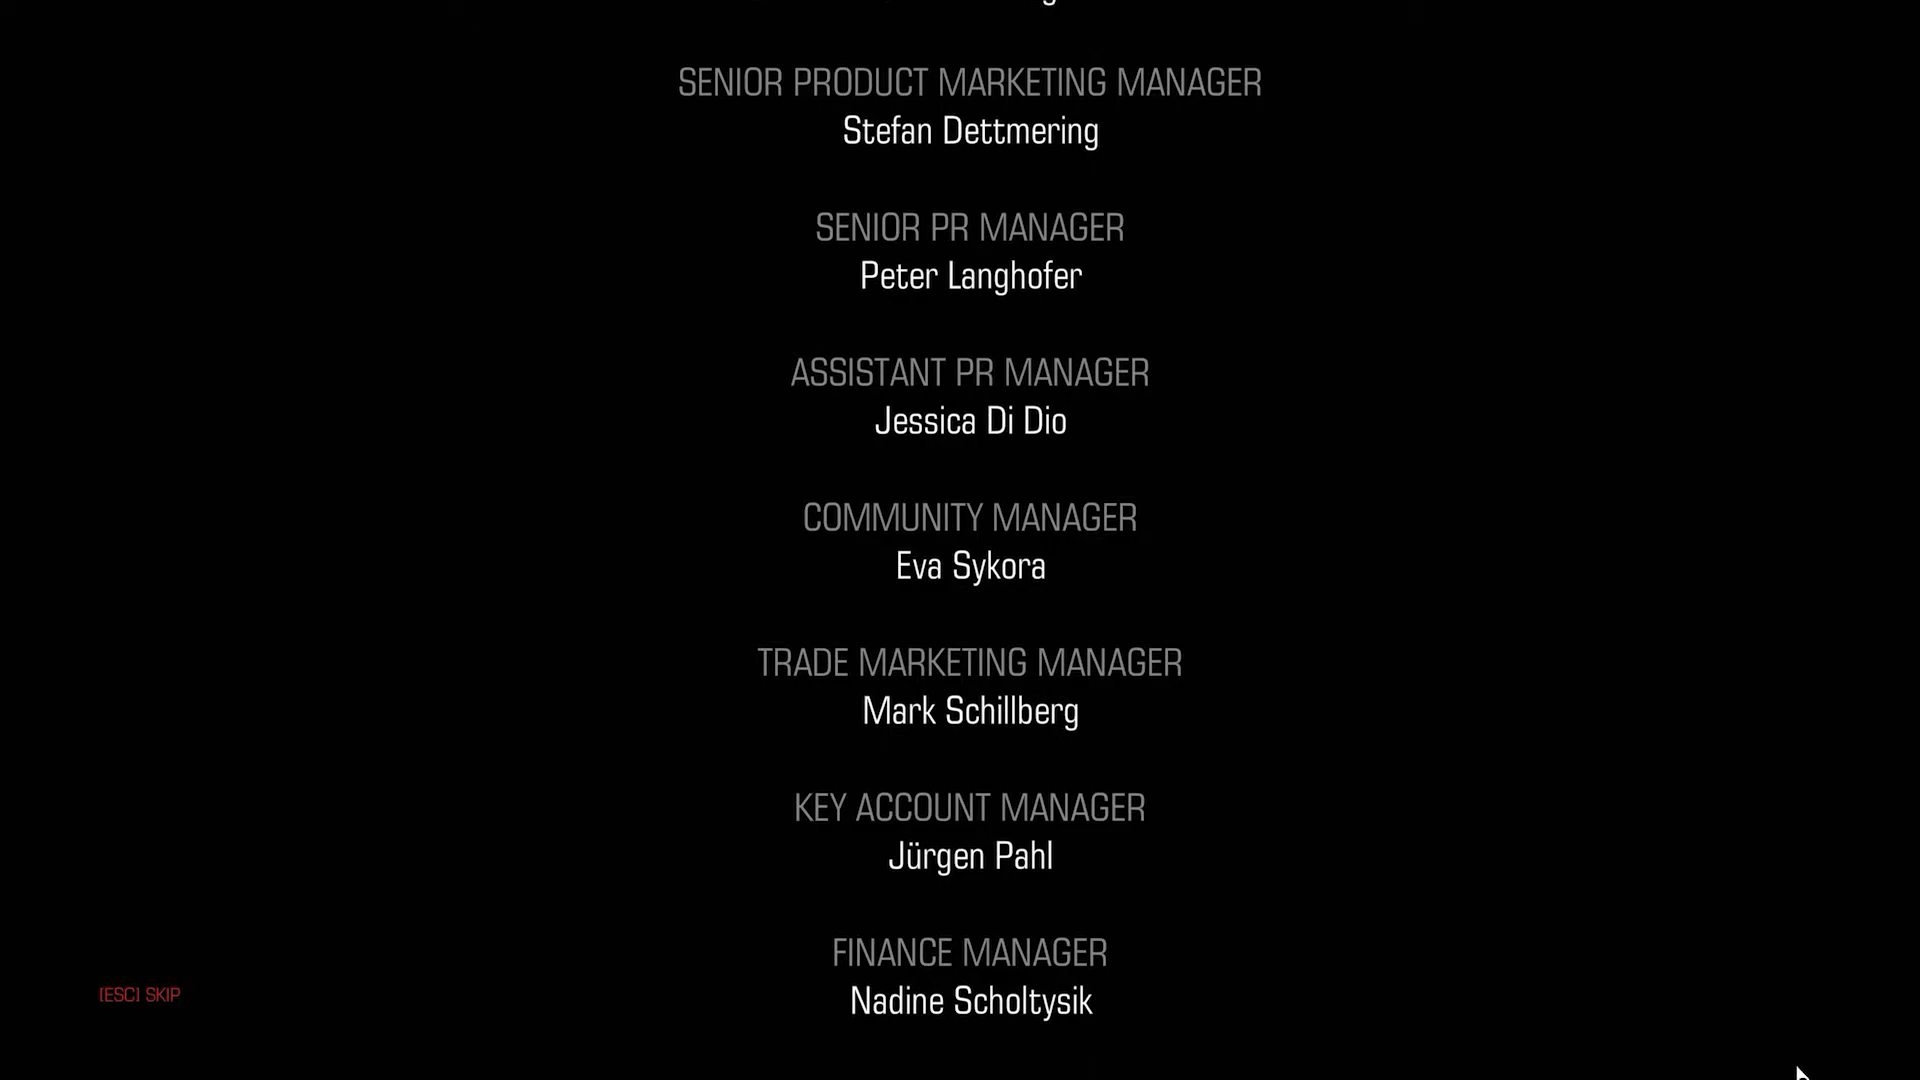 SENIOR PRODUCT MARKETING MANAGER
Stefan Dettmering
SENIOR PR MANAGER
Peter Langhofer
ASSISTANT PR MANAGER
Jessica Di Dio
COMMUNITY MANAGER
Eva Sykora
TRADE MARKETING MANAGER
Mark Schillberg
KEY ACCOUNT MANAGER
Jürgen Pahl
FINANCE MANAGER
Nadine Scholtysik
[ESC] SKIP